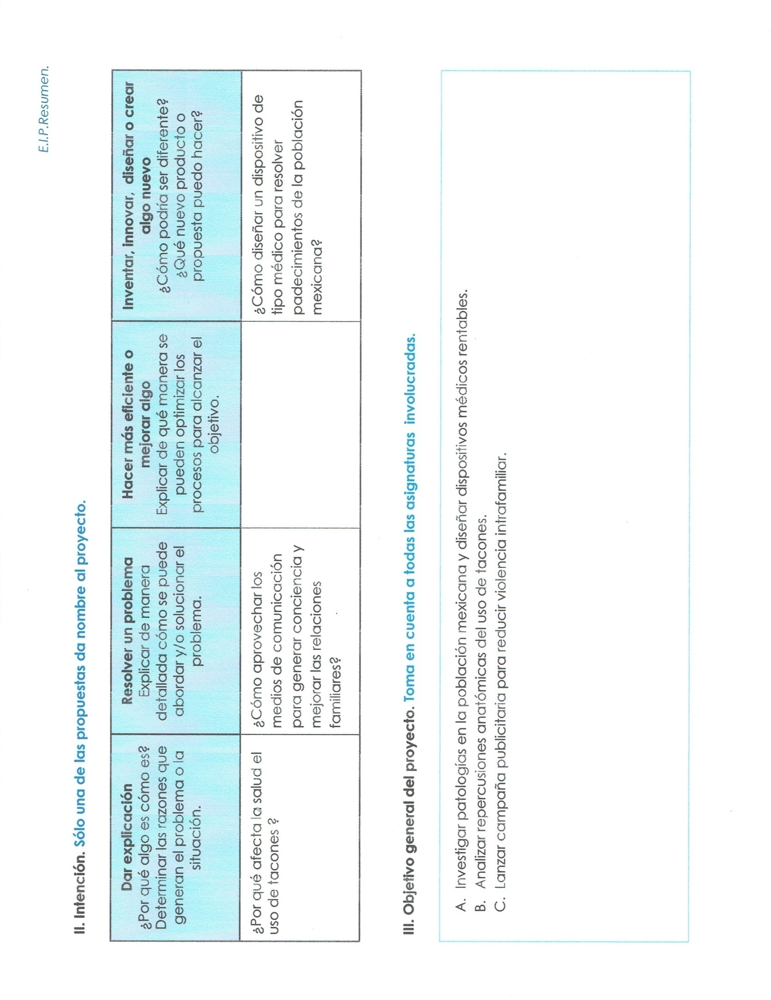 E.I.P.Resumen.
II. Intención. Sólo una de las propuestas da nombre al proyecto.
Dar explicación
¿Por qué algo es cómo es?
Determinar las razones que
generan el problema o la
situación.
Resolver un problema
Explicar de manera
detallada cómo se puede
abordar y/o solucionar el
problema.
Hacer más eficiente o
mejorar algo
Explicar de qué manera se
pueden optimizar los
procesos para alcanzar el
objetivo.
Inventar, innovar, diseñar o crear
algo nuevo
¿Cómo podría ser diferente?
¿Qué nuevo producto o
propuesta puedo hacer?
¿Por qué afecta la salud el
uso de tacones ?
¿Cómo aprovechar los
medios de comunicación
para generar conciencia y
mejorar las relaciones
familiares?
¿Cómo diseñar un dispositivo de
tipo médico para resolver
padecimientos de la población
mexicana?
III. Objetivo general del proyecto. Toma en cuenta a todas las asignaturas involucradas.
A. Investigar patologías en la población mexicana y diseñar dispositivos médicos rentables.
B. Analizar repercusiones anatómicas del uso de tacones.
C. Lanzar campaña publicitaria para reducir violencia intrafamiliar.